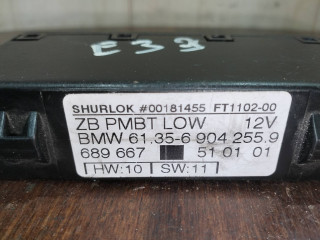 E39
SHURLOK #00181455 FT1102-00
ZB PMBT LOW 12V
BMW 61.35-6 904 255.9
689 667 51 01 01
HW:10 SW:11